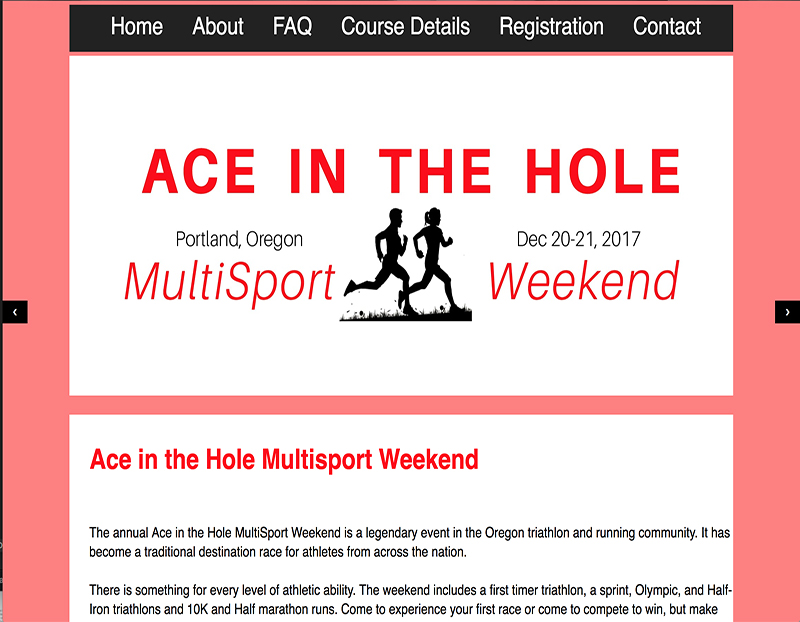 Home About FAQ Course Details Registration Contact
ACE IN THE HOLE
Portland, Oregon Dec 20-21, 2017
MultiSport Weekend
‹ ›
Ace in the Hole Multisport Weekend
The annual Ace in the Hole MultiSport Weekend is a legendary event in the Oregon triathlon and running community. It has
become a traditional destination race for athletes from across the nation.
There is something for every level of athletic ability. The weekend includes a first timer triathlon, a sprint, Olympic, and Half-
Iron triathlons and 10K and Half marathon runs. Come to experience your first race or come to compete to win, but make